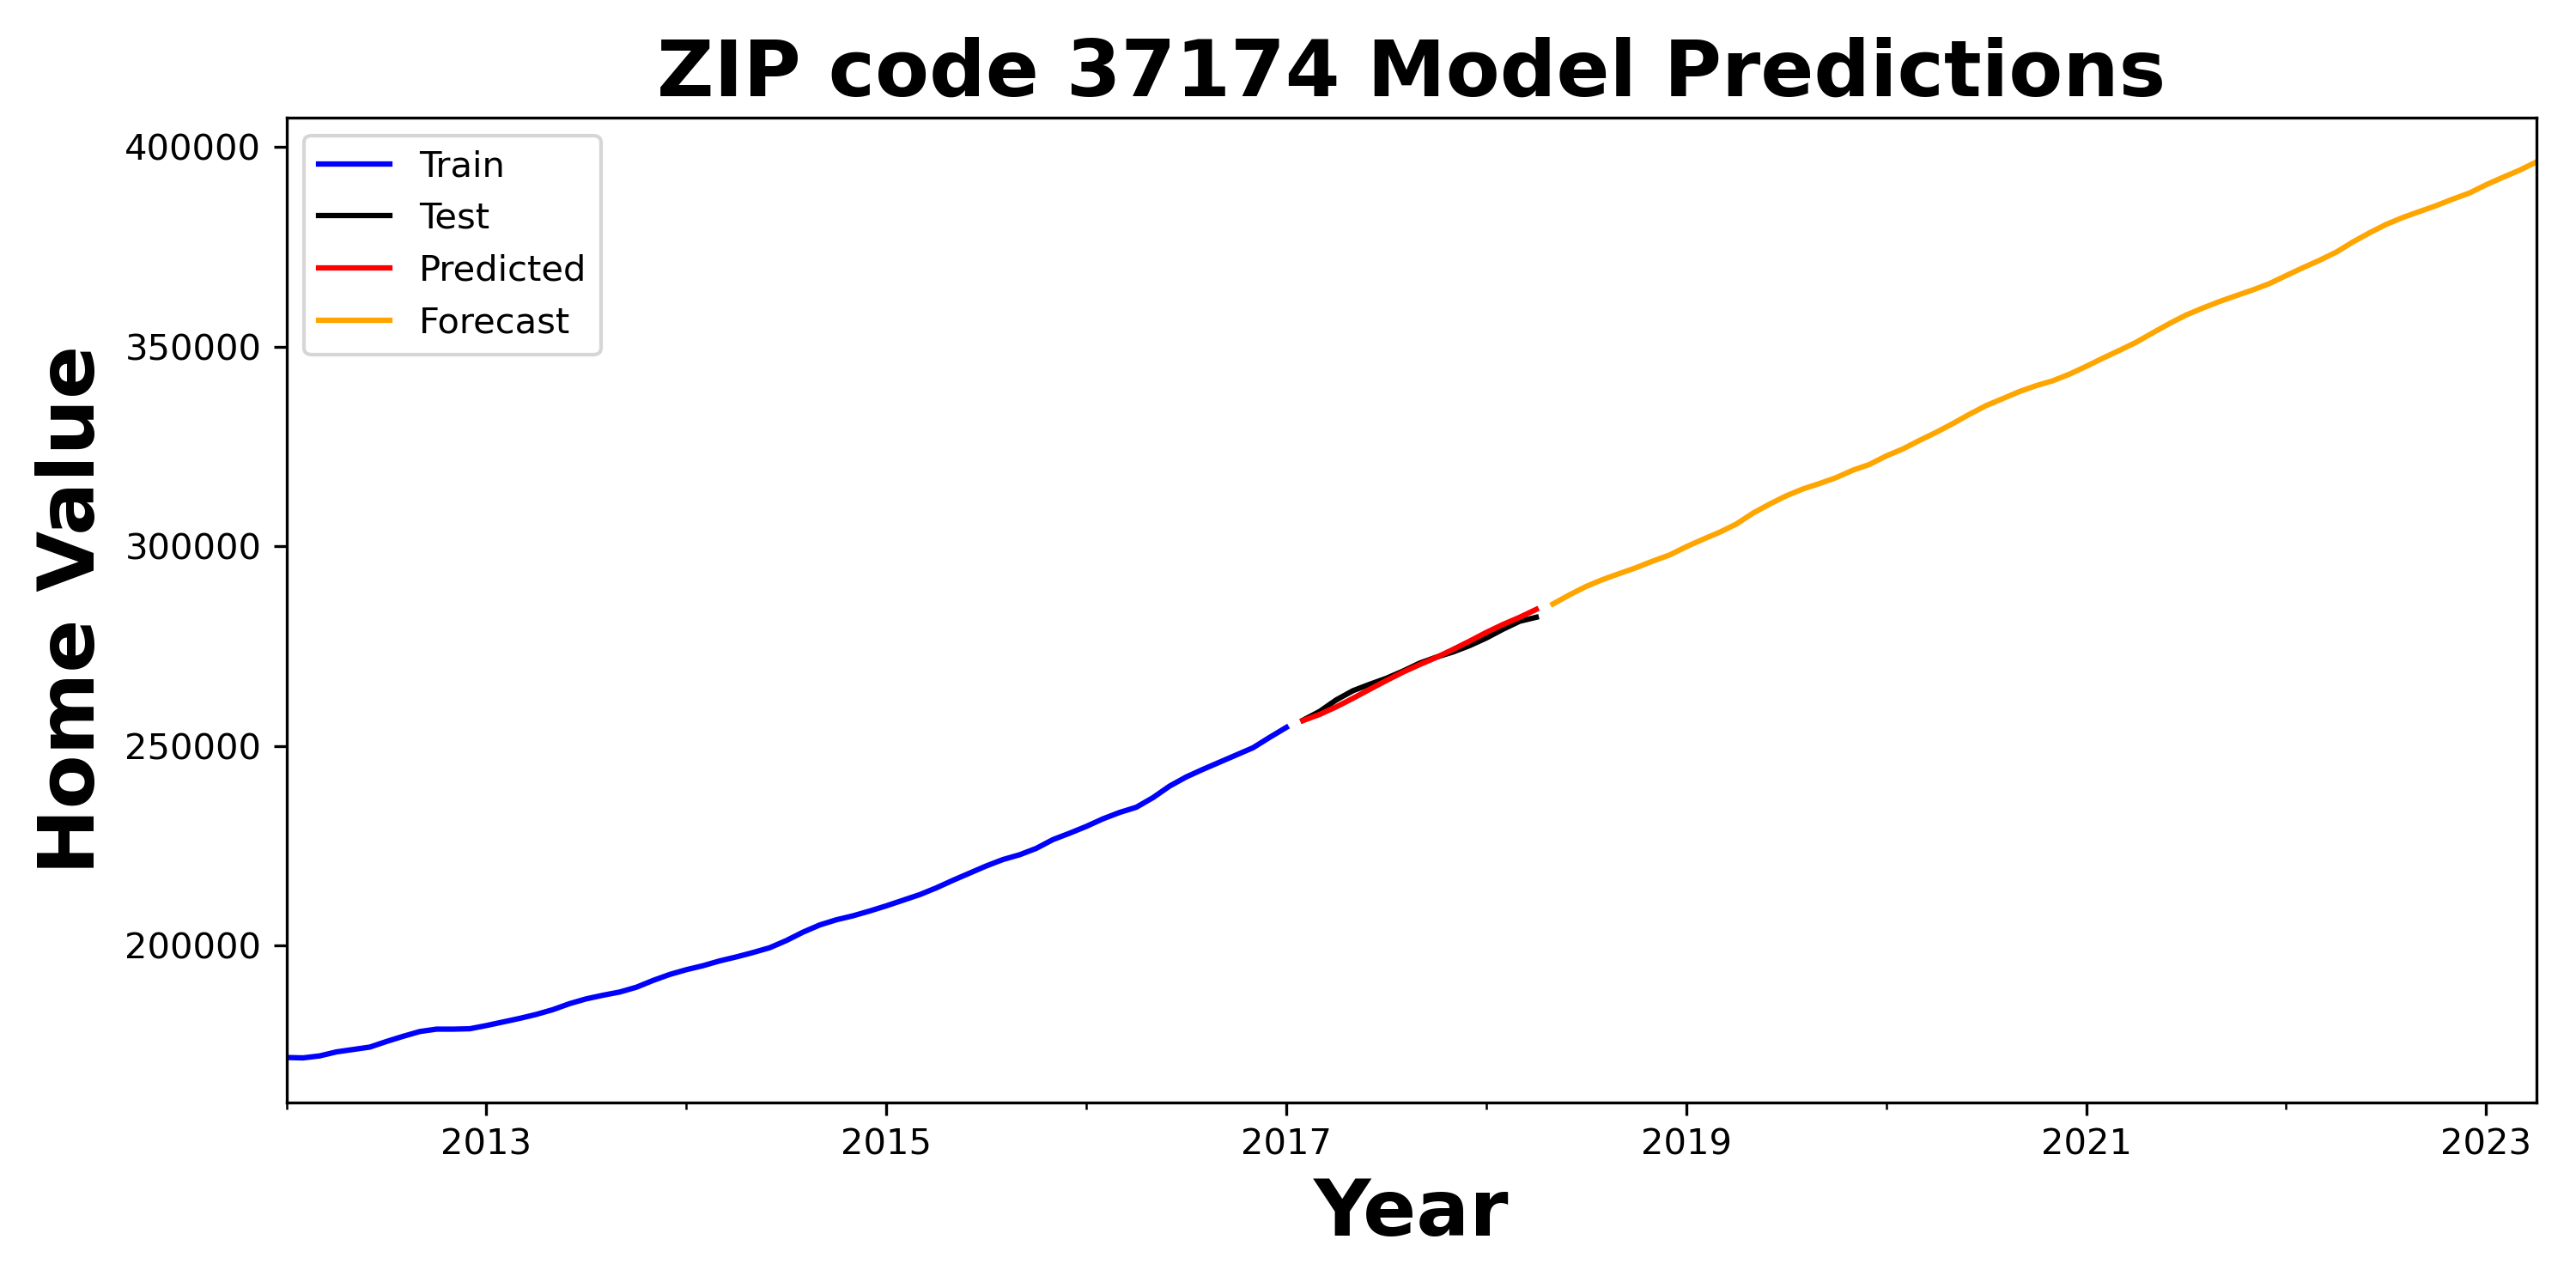 ZIP code 37174 Model Predictions
Train
Test
Predicted
Forecast
400000
350000
300000
250000
200000
Home Value
2013
2015
2017
2019
2021
2023
Year